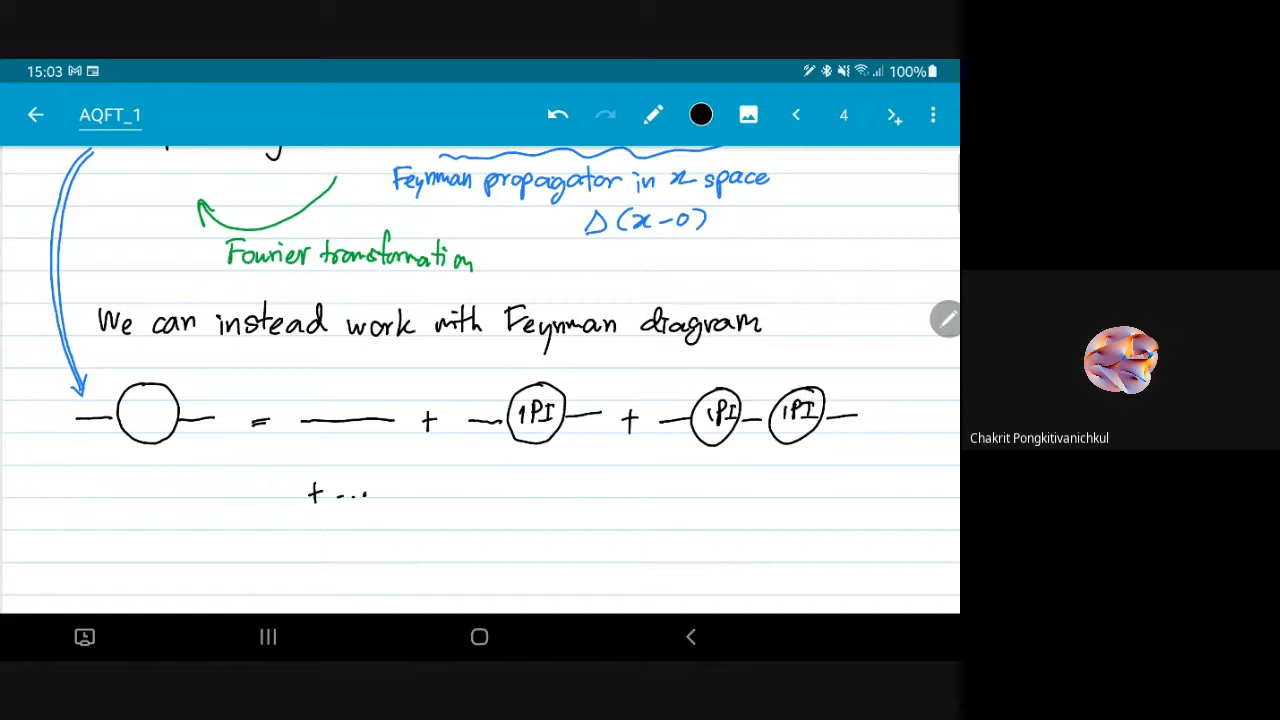 15:03 100%
AQFT_1 4
Feynman propagator in x space
Δ(x-0)
Fourier transformation
We can instead work with Feynman diagram
= + 1PI + 1PI 1PI
+ ...
Chakrit Pongkitivanichkul